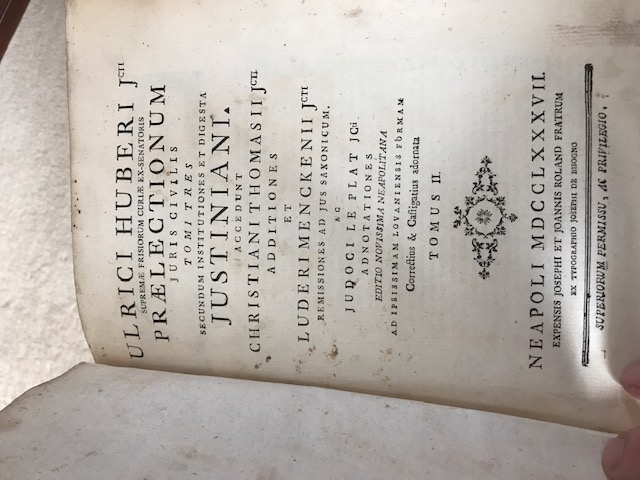 ULRICI HUBERI JCTI
SUPREMÆ FRISIORUM CURIÆ EX-SENATORIS
PRÆLECTIONUM
JURIS CIVILIS
TOMI TRES
SECUNDUM INSTITUTIONES ET DIGESTA
JUSTINIANI.
ACCEDUNT
CHRISTIANI THOMASII JCTI.
ADDITIONES
ET
LUDERI MENCKENII JCTI
REMISSIONES AD JUS SAXONICUM.
AC
JUDOCI LE PLAT JCti
ADNOTATIONES
EDITIO NOVISSIMA NEAPOLITANA
AD IPSISSIMAM LOVANIENSIS FORMAM
Correctius & Castigatius adornata
TOMUS II.
NEAPOLI MDCCLXXXVII.
EXPENSIS JOSEPHI ET JOANNIS ROLAND FRATRUM
EX TYPOGRAPHIO JOSEPHI DE BISOGNO
SUPERIORUM PERMISSU, AC PRIVILEGIO,